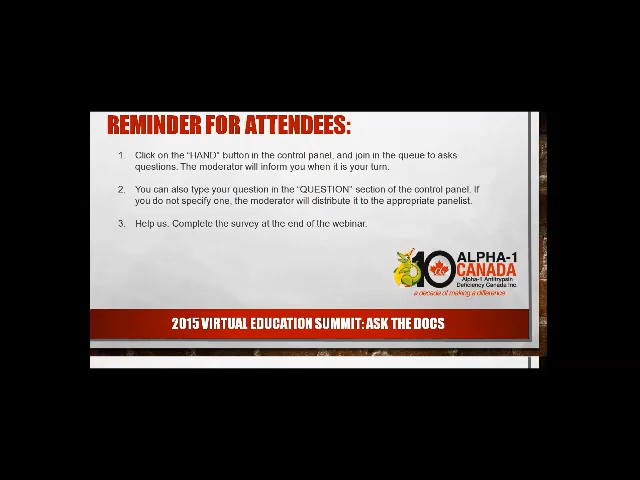 REMINDER FOR ATTENDEES:
1. Click on the "HAND" button in the control panel, and join in the queue to asks
questions. The moderator will inform you when it is your turn.
2. You can also type your question in the "QUESTION" section of the control panel. If
you do not specify one, the moderator will distribute it to the appropriate panelist.
3. Help us. Complete the survey at the end of the webinar.
10 ALPHA-1
CANADA
Alpha-1 Antitrypsin
Deficiency Canada Inc.
a decade of making a difference
2015 VIRTUAL EDUCATION SUMMIT: ASK THE DOCS